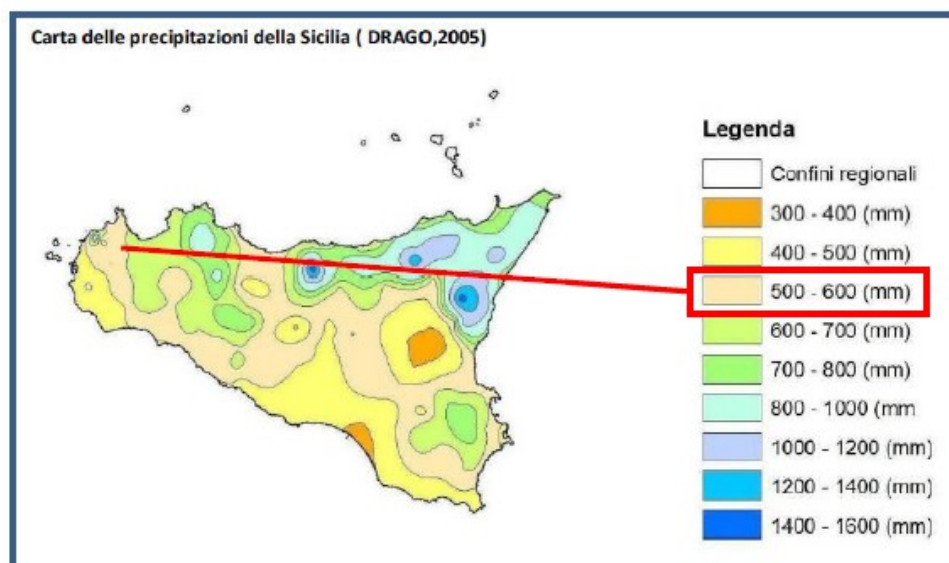 Carta delle precipitazioni della Sicilia ( DRAGO,2005)
Legenda
Confini regionali
300 - 400 (mm)
400 - 500 (mm)
500 - 600 (mm)
600 - 700 (mm)
700 - 800 (mm)
800 - 1000 (mm
1000 - 1200 (mm)
1200 - 1400 (mm)
1400 - 1600 (mm)